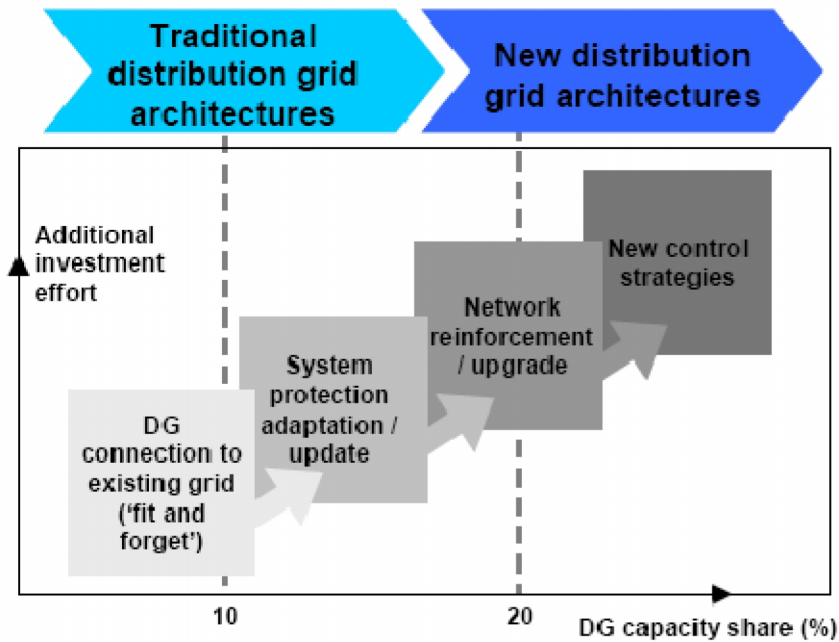 Traditional
distribution grid
architectures
New distribution
grid architectures
Additional
investment
effort
New control
strategies
Network
reinforcement
/ upgrade
System
protection
adaptation /
update
DG
connection to
existing grid
(‘fit and
forget’)
10
20
DG capacity share (%)